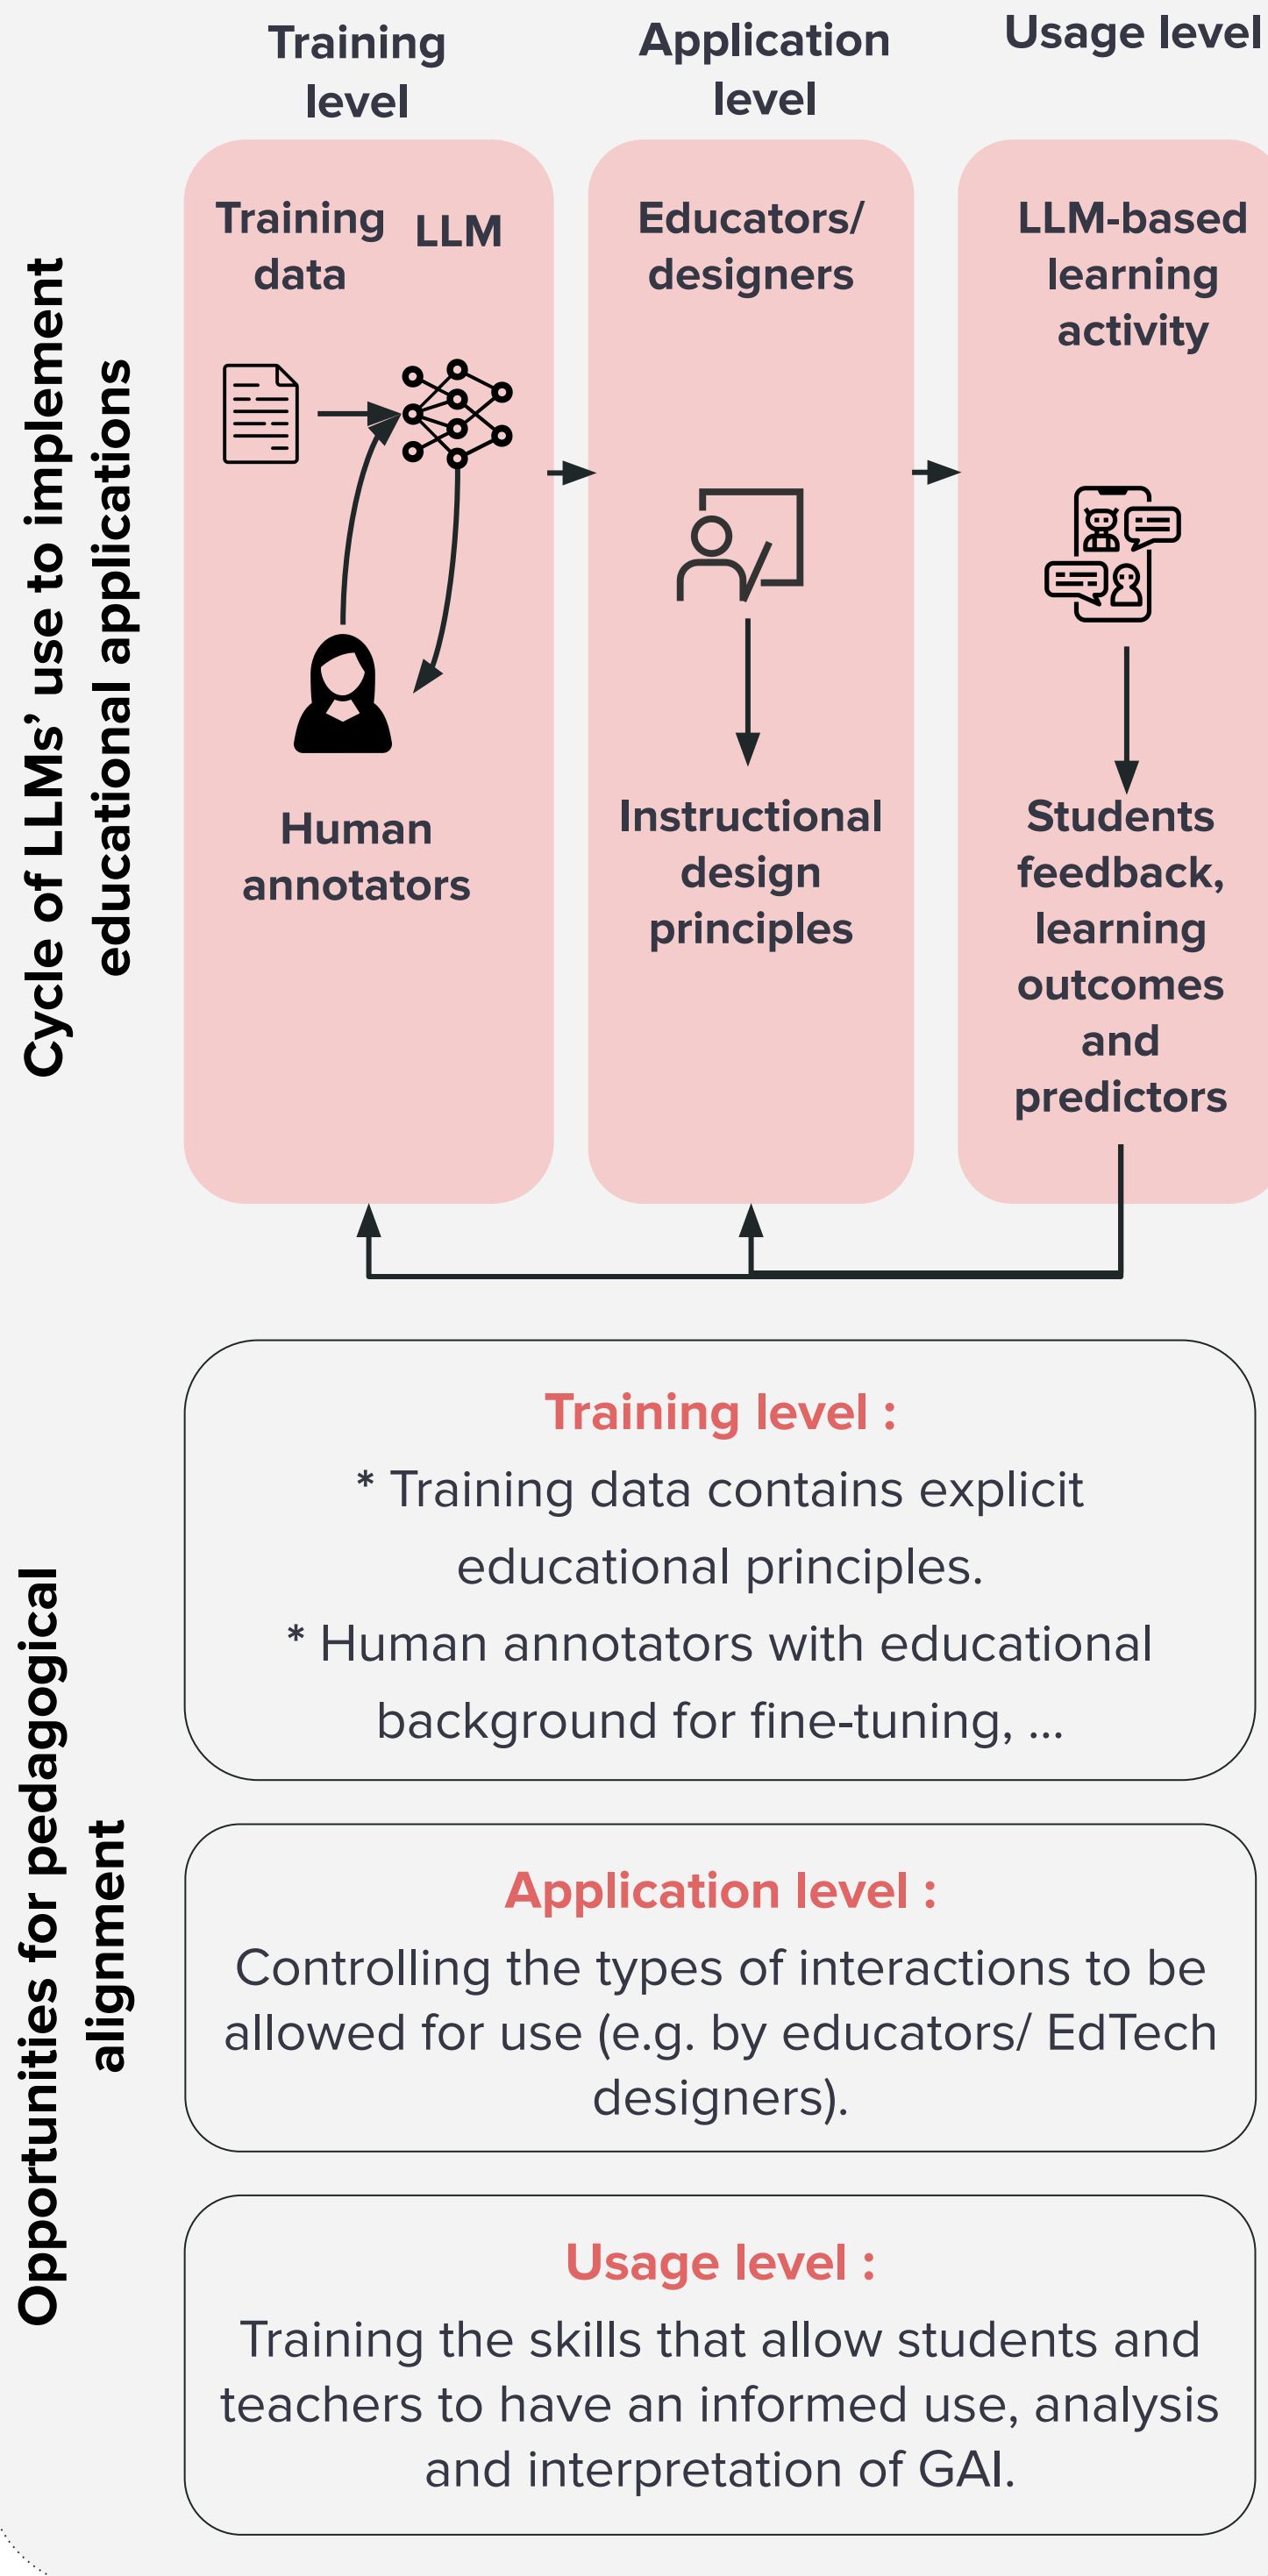 Training
level
Application
level
Usage level
Cycle of LLMs’ use to implement
educational applications
Training
data
LLM
Human
annotators
Educators/
designers
Instructional
design
principles
LLM-based
learning
activity
Students
feedback,
learning
outcomes
and
predictors
Opportunities for pedagogical
alignment
Training level :
* Training data contains explicit
educational principles.
* Human annotators with educational
background for fine-tuning, ...
Application level :
Controlling the types of interactions to be
allowed for use (e.g. by educators/ EdTech
designers).
Usage level :
Training the skills that allow students and
teachers to have an informed use, analysis
and interpretation of GAI.